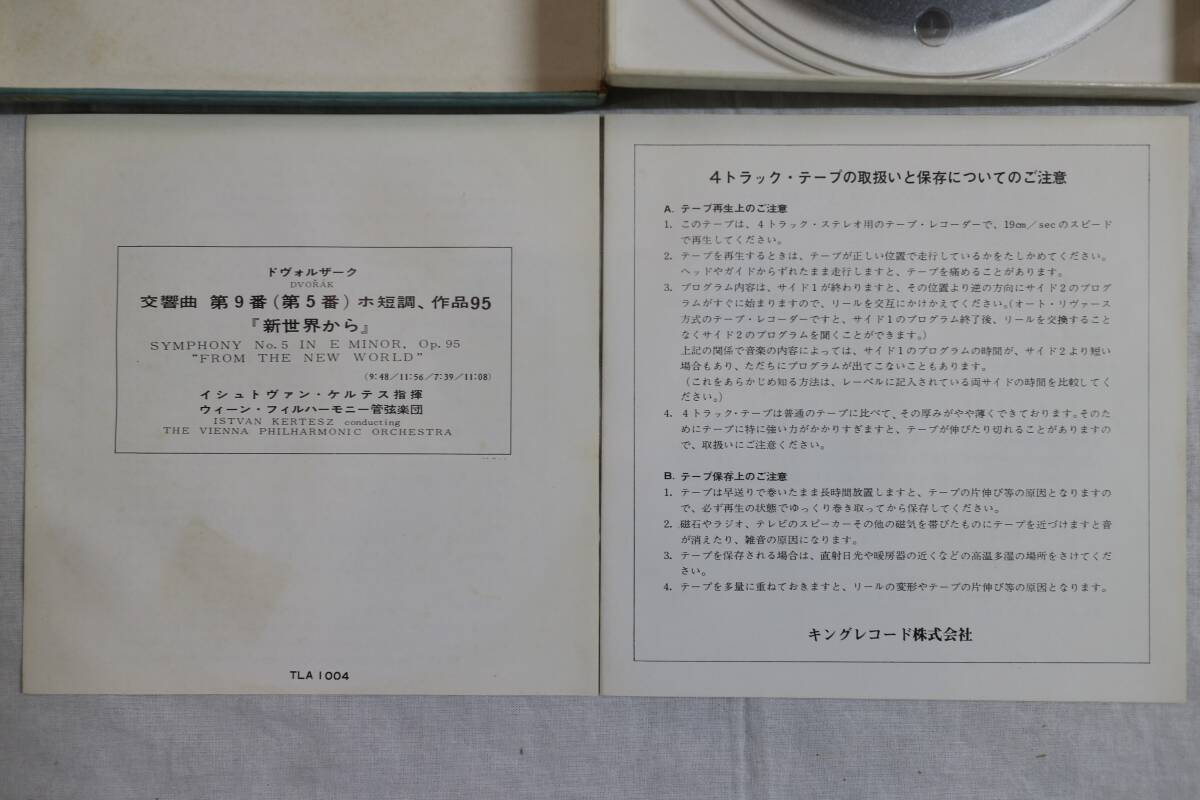 ドヴォルザーク
DVOŘÁK
交響曲 第9番(第5番)ホ短調、作品95
『新世界から』
SYMPHONY No.5 IN E MINOR, Op.95
"FROM THE NEW WORLD"
(9:48/11:56/7:39/11:08)
イシュトヴァン・ケルテス指揮
ウィーン・フィルハーモニー管弦楽団
ISTVAN KERTESZ conducting
THE VIENNA PHILHARMONIC ORCHESTRA
TLA 1004
4トラック・テープの取扱いと保存についてのご注意
A. テープ再生上のご注意
1. このテープは、4トラック・ステレオ用のテープ・レコーダーで、19cm/secのスピード
で再生してください。
2. テープを再生するときは、テープが正しい位置で走行しているかをたしかめてください。
ヘッドやガイドからずれたまま走行しますと、テープを痛めることがあります。
3. プログラム内容は、サイド1が終わりますと、その位置より逆の方向にサイド2のプログ
ラムがすぐに始まりますので、リールを交互にかけかえてください。(オート・リヴァース
方式のテープ・レコーダーですと、サイド1のプログラム終了後、リールを交換すること
なくサイド2のプログラムを聞くことができます。)
上記の関係で音楽の内容によっては、サイド1のプログラムの時間が、サイド2より短い
場合もあり、ただちにプログラムが出てこないこともあります。
(これをあらかじめ知る方法は、レーベルに記入されている両サイドの時間を比較してく
ださい。)
4. 4トラック・テープは普通のテープに比べて、その厚みがやや薄くできております。そのた
めにテープに特に強い力がかかりすぎますと、テープが伸びたり切れることがありますの
で、取扱いにご注意ください。
B. テープ保存上のご注意
1. テープは早送りで巻いたまま長時間放置しますと、テープの片伸び等の原因となりますの
で、必ず再生の状態でゆっくり巻き取ってから保存してください。
2. 磁石やラジオ、テレビのスピーカーその他の磁気を帯びたものにテープを近づけますと音
が消えたり、雑音の原因になります。
3. テープを保存される場合は、直射日光や暖房器の近くなどの高温多湿の場所をさけてくだ
さい。
4. テープを多量に重ねておきますと、リールの変形やテープの片伸び等の原因となります。
キングレコード株式会社